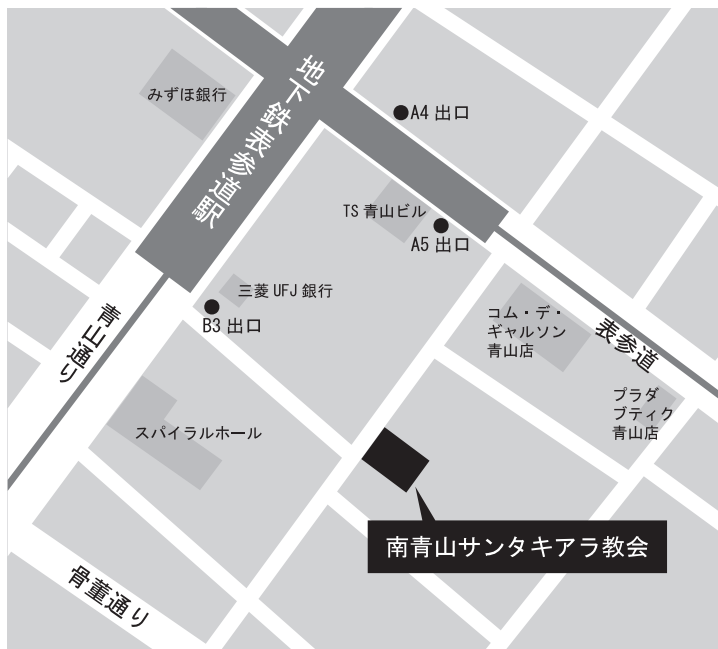 地下鉄表参道駅
みずほ銀行
A4 出口
TS 青山ビル
A5 出口
三菱 UFJ 銀行
B3 出口
青山通り
コム・デ・
ギャルソン
青山店
表参道
プラダ
ブティク
青山店
スパイラルホール
南青山サンタキアラ教会
骨董通り